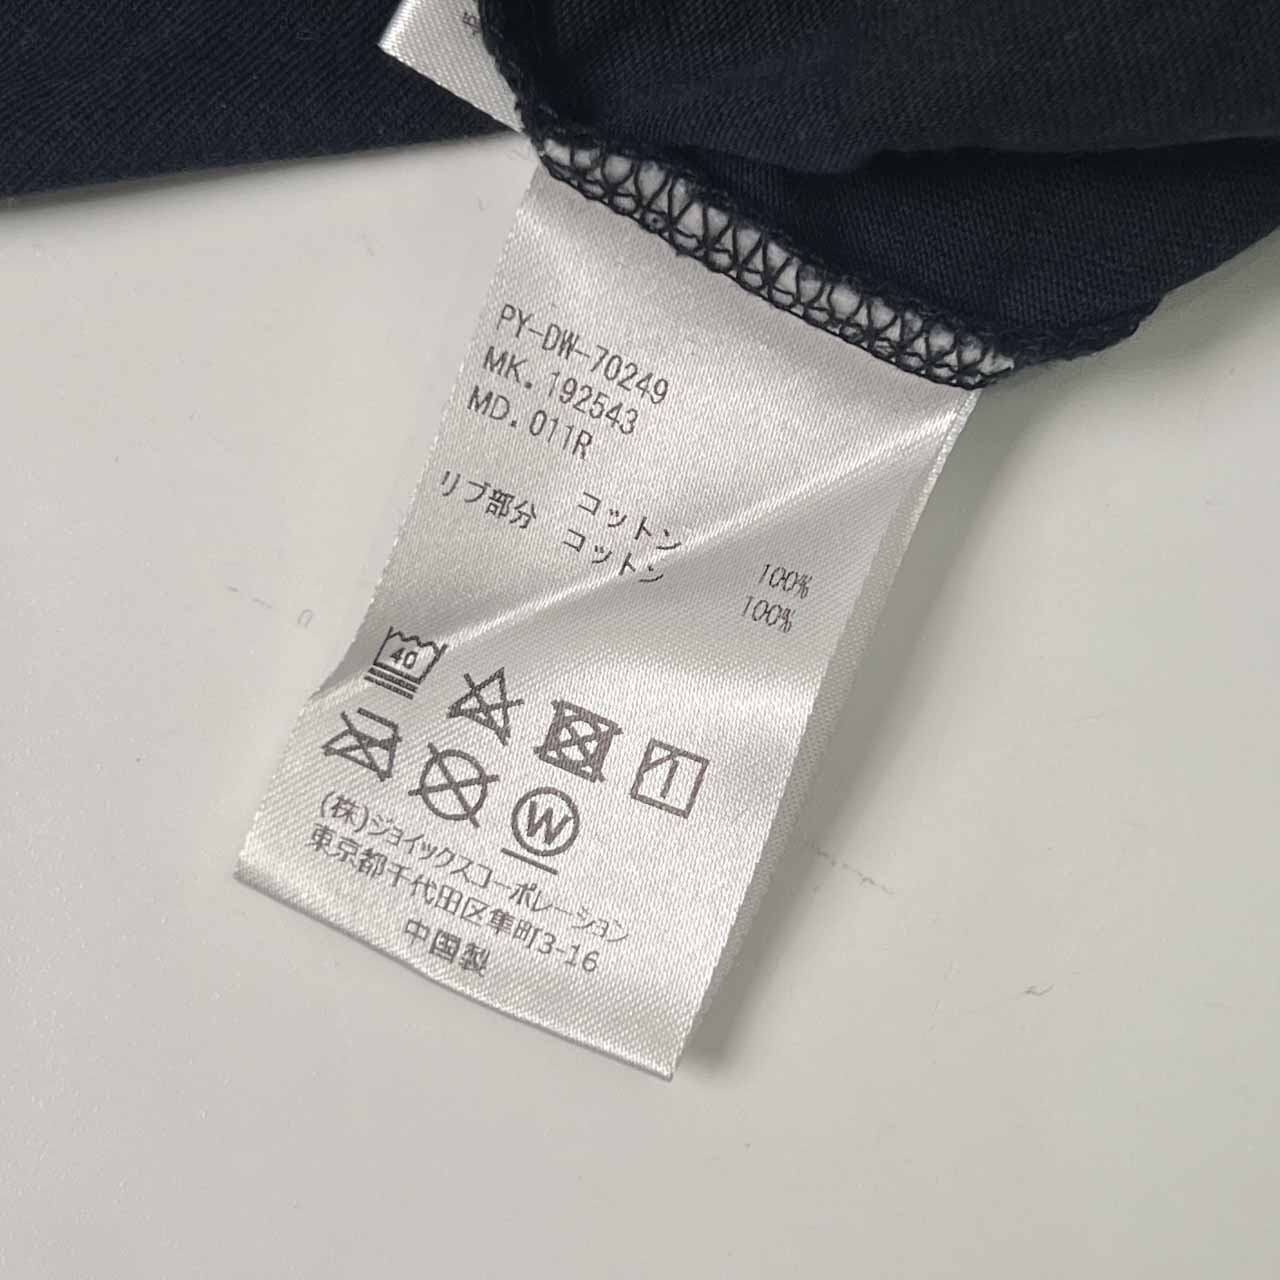 PY-DW-70249
MK. 192543
MD. 011R
コットン 100%
リブ部分 コットン 100%
40
W
(株)ジョイックスコーポレーション
東京都千代田区隼町3-16
中国製